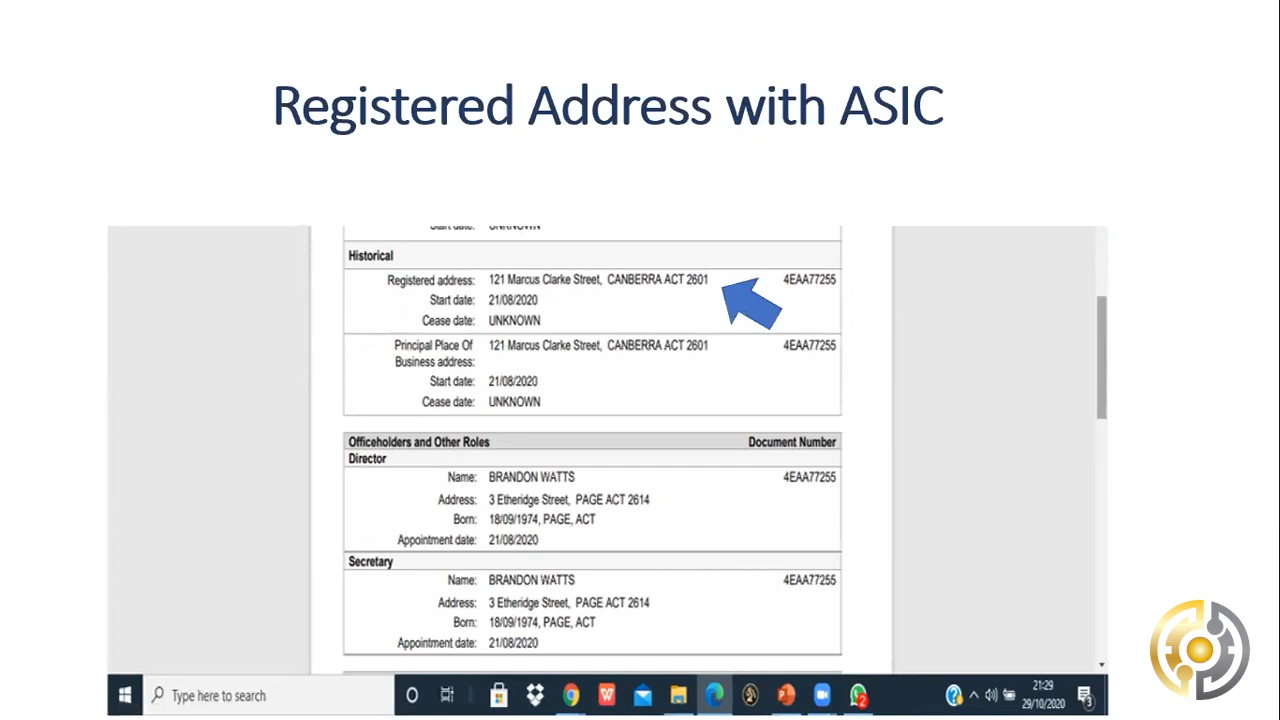 Registered Address with ASIC
Start date: UNKNOWN
Historical
Registered address: 121 Marcus Clarke Street, CANBERRA ACT 2601 4EAA77255
Start date: 21/08/2020
Cease date: UNKNOWN
Principal Place Of 121 Marcus Clarke Street, CANBERRA ACT 2601 4EAA77255
Business address:
Start date: 21/08/2020
Cease date: UNKNOWN
Officeholders and Other Roles Document Number
Director
Name: BRANDON WATTS 4EAA77255
Address: 3 Etheridge Street, PAGE ACT 2614
Born: 18/09/1974, PAGE, ACT
Appointment date: 21/08/2020
Secretary
Name: BRANDON WATTS 4EAA77255
Address: 3 Etheridge Street, PAGE ACT 2614
Born: 18/09/1974, PAGE, ACT
Appointment date: 21/08/2020
Type here to search
21:29
29/10/2020